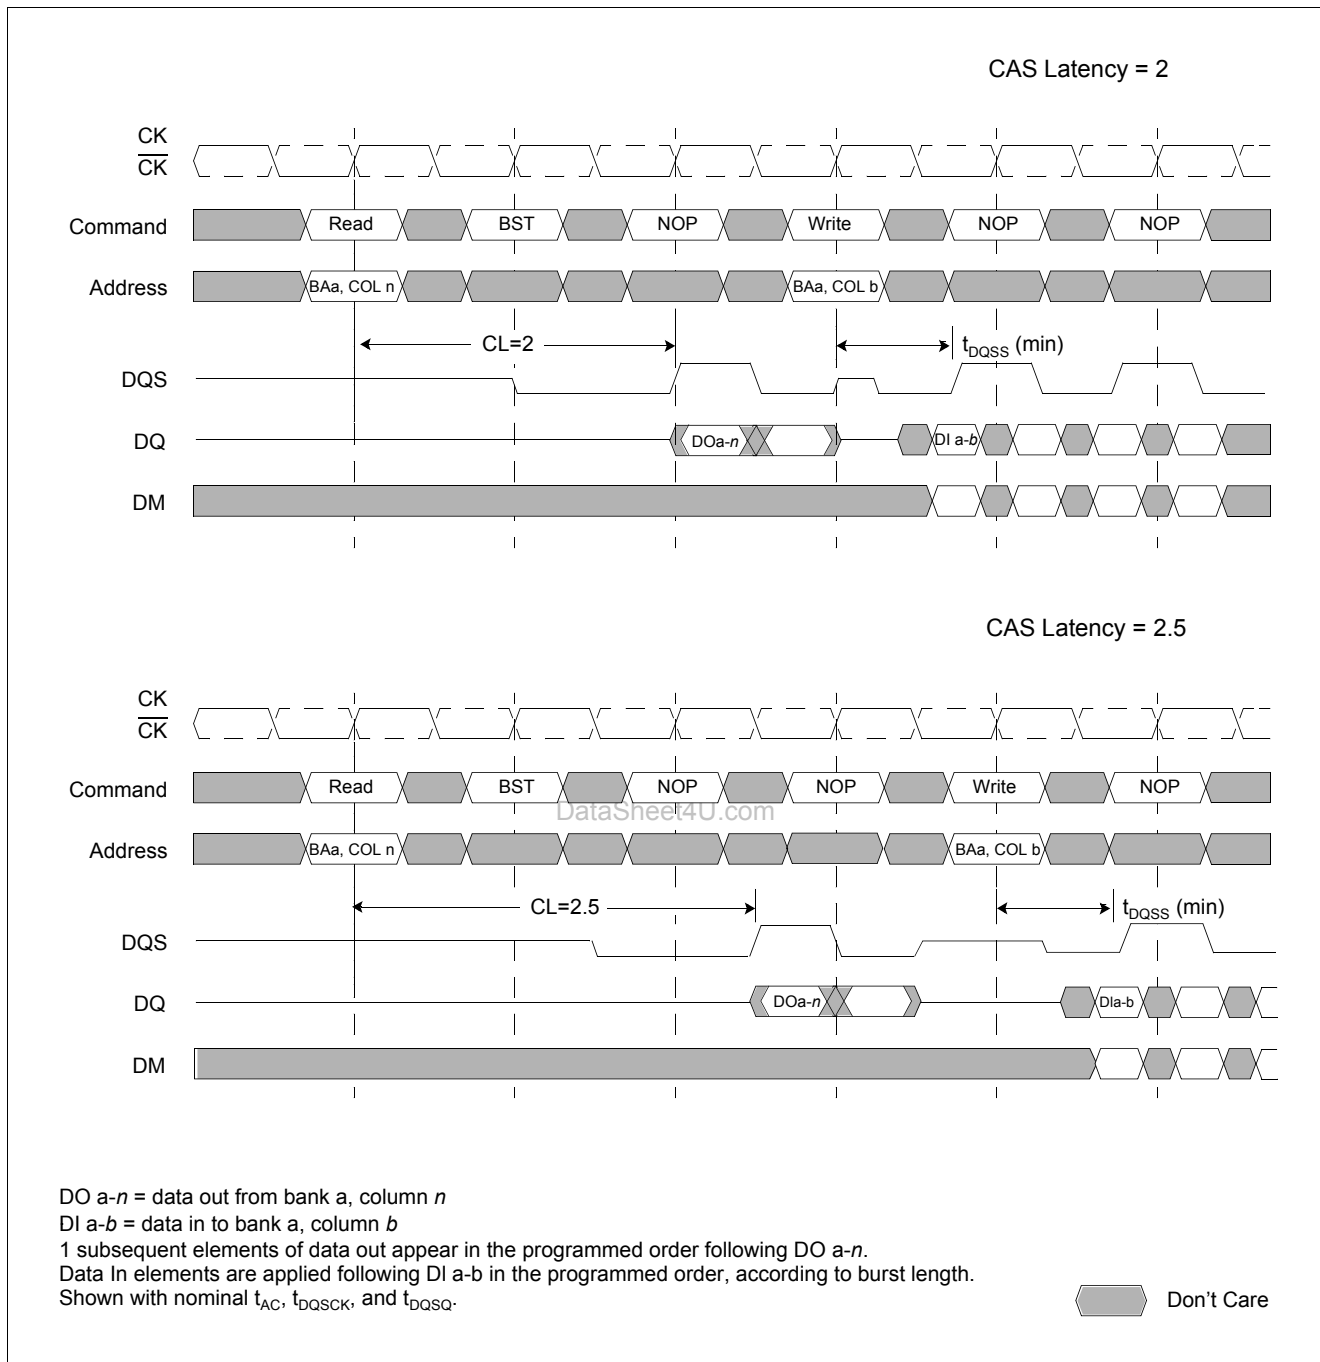 CAS Latency = 2
CK
CK
Command Read BST NOP Write NOP NOP
Address BAa, COL n BAa, COL b
CL=2 tDQSS (min)
DQS
DQ DOa-n DI a-b
DM
CAS Latency = 2.5
CK
CK
Command Read BST NOP NOP Write NOP
DataSheet4U.com
Address BAa, COL n BAa, COL b
CL=2.5 tDQSS (min)
DQS
DQ DOa-n DIa-b
DM
DO a-n = data out from bank a, column n
DI a-b = data in to bank a, column b
1 subsequent elements of data out appear in the programmed order following DO a-n.
Data In elements are applied following DI a-b in the programmed order, according to burst length.
Shown with nominal tAC, tDQSCK, and tDQSQ.
Don't Care